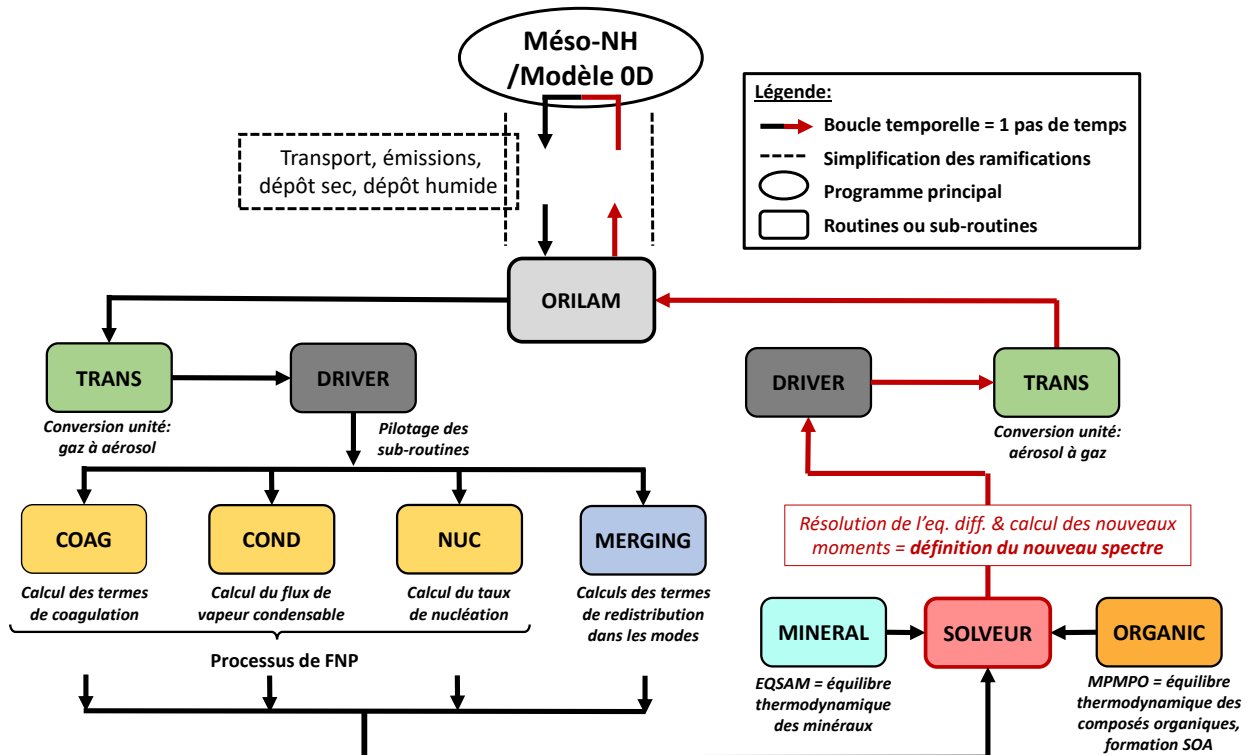 Méso-NH
/Modèle 0D
Légende:
Boucle temporelle = 1 pas de temps
Simplification des ramifications
Programme principal
Routines ou sub-routines
Transport, émissions,
dépôt sec, dépôt humide
ORILAM
TRANS
DRIVER
Conversion unité:
gaz à aérosol
Pilotage des
sub-routines
DRIVER
TRANS
Conversion unité:
aérosol à gaz
COAG
COND
NUC
MERGING
Calcul des termes
de coagulation
Calcul du flux de
vapeur condensable
Calcul du taux
de nucléation
Calculs des termes
de redistribution
dans les modes
Processus de FNP
Résolution de l'eq. diff. & calcul des nouveaux
moments = définition du nouveau spectre
MINERAL
SOLVEUR
ORGANIC
EQSAM = équilibre
thermodynamique
des minéraux
MPMPO = équilibre
thermodynamique des
composés organiques,
formation SOA